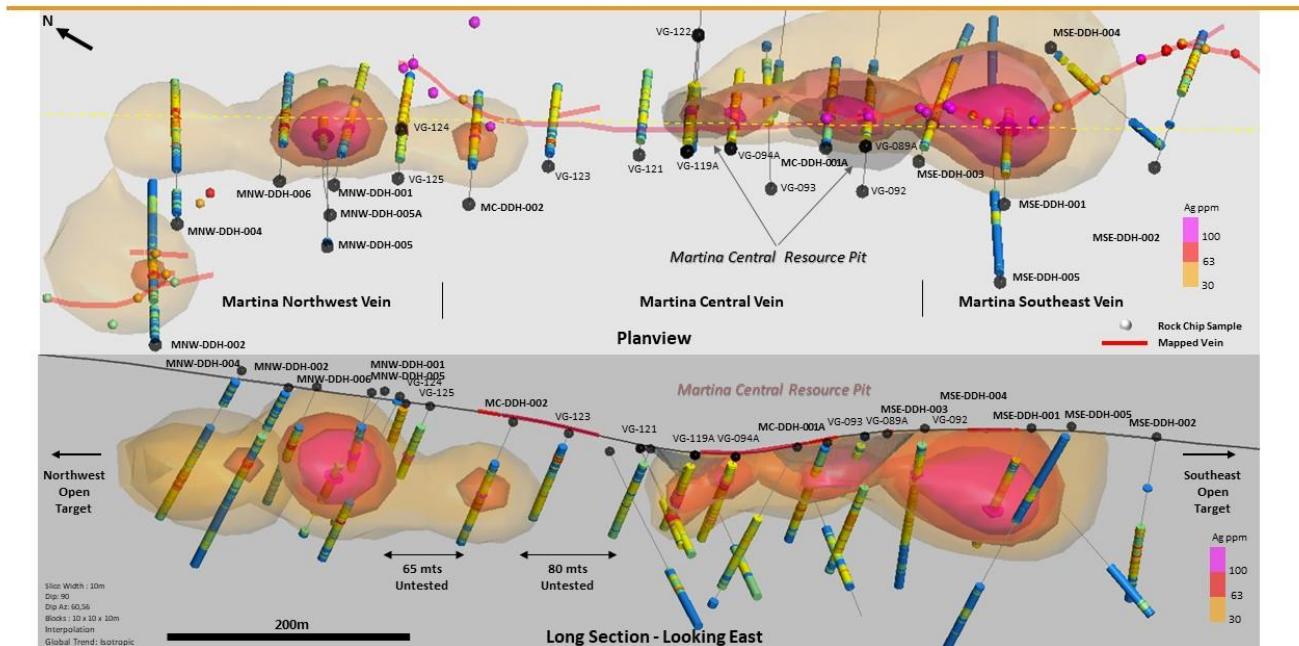 N
VG-122
MSE-DDH-004
VG-124
MNW-DDH-006
MNW-DDH-001
VG-125
VG-123
VG-121
VG-119A
VG-094A
MC-DDH-001A
VG-089A
MSE-DDH-003
MNW-DDH-004
MNW-DDH-005A
MC-DDH-002
VG-093
VG-092
MSE-DDH-001
MNW-DDH-005
Martina Central Resource Pit
MSE-DDH-002
MSE-DDH-005
Ag ppm
100
63
30
Martina Northwest Vein
Martina Central Vein
Martina Southeast Vein
MNW-DDH-002
Planview
Rock Chip Sample
Mapped Vein
MNW-DDH-004
MNW-DDH-002
MNW-DDH-006
MNW-DDH-001
MNW-DDH-005
VG-124
VG-125
MC-DDH-002
VG-123
VG-121
VG-119A
VG-094A
Martina Central Resource Pit
MC-DDH-001A
VG-093
MSE-DDH-003
VG-089A
VG-092
MSE-DDH-004
MSE-DDH-001
MSE-DDH-005
MSE-DDH-002
Northwest
Open
Target
Southeast
Open
Target
65 mts
Untested
80 mts
Untested
Ag ppm
100
63
30
Slice Width : 10m
Dip: 90
Dip Az: 60,56
Blocks : 10 x 10 x 10m
Interpolation
Global Trend: Isotropic
200m
Long Section - Looking East